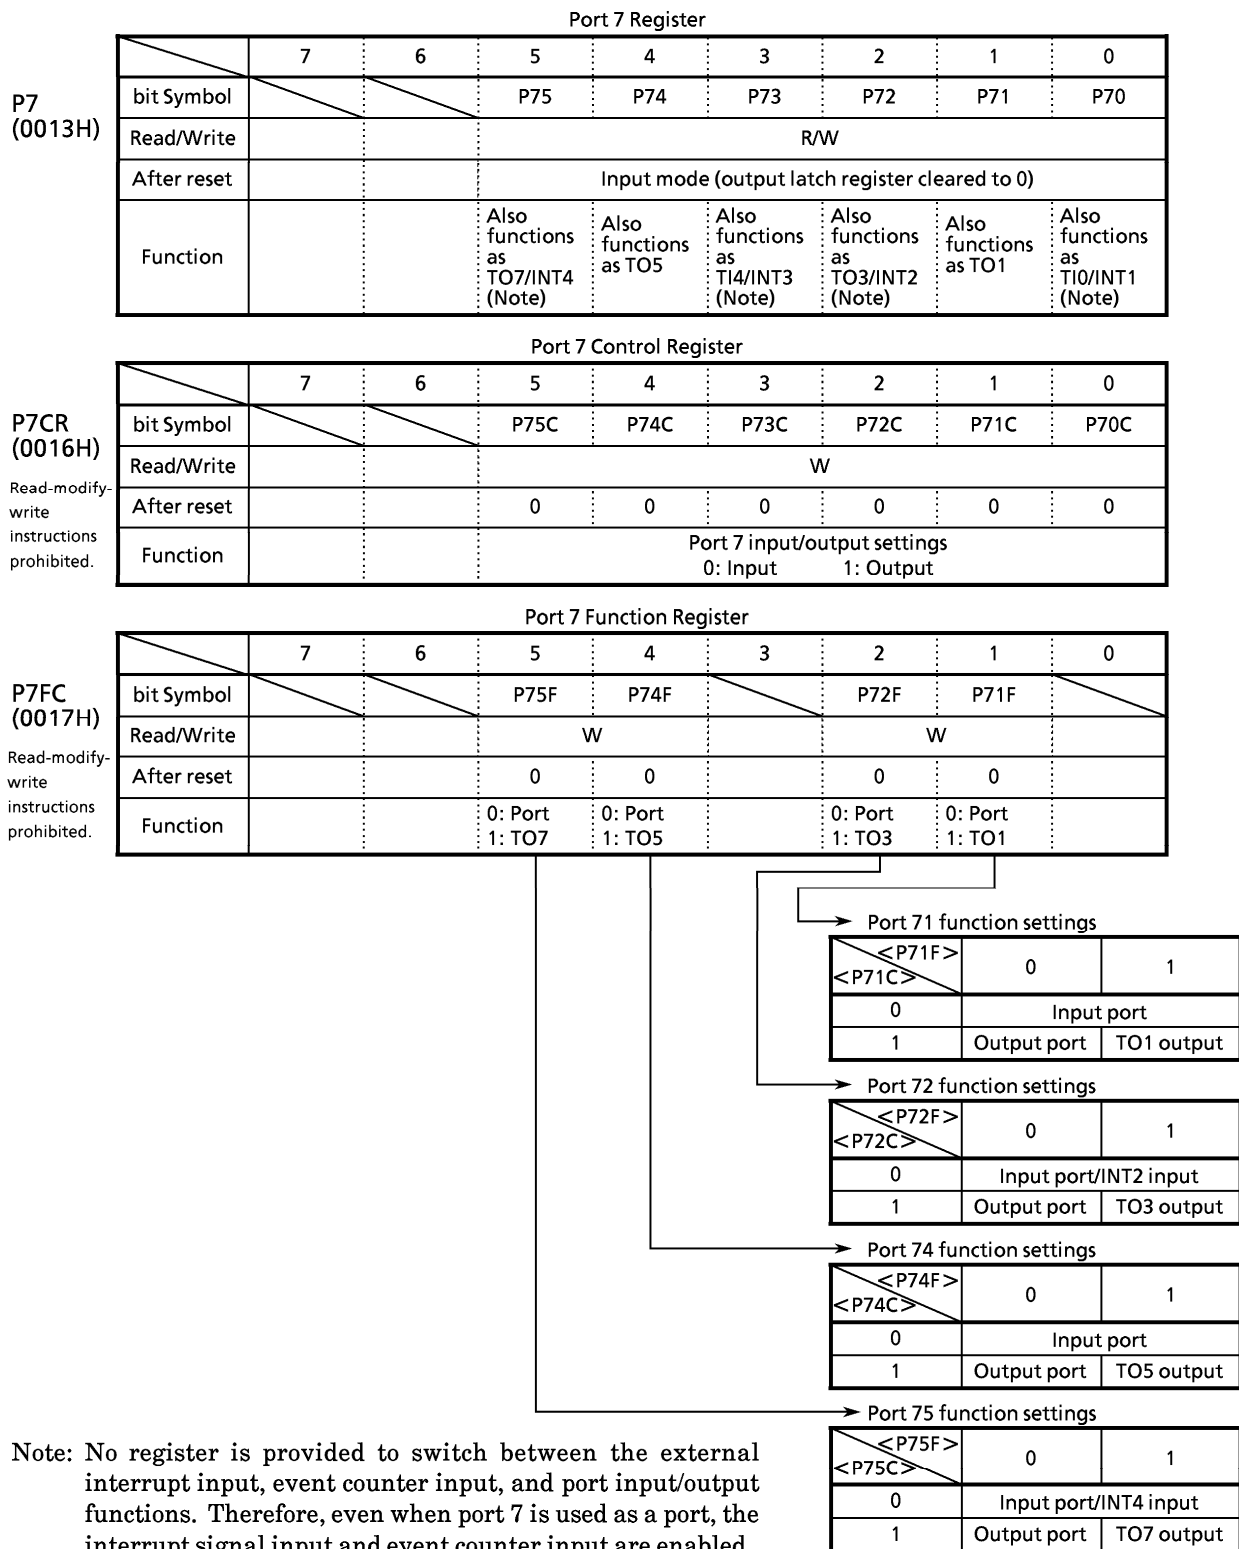 Port 7 Register
7 6 5 4 3 2 1 0
P7
(0013H)
bit Symbol P75 P74 P73 P72 P71 P70
Read/Write R/W
After reset Input mode (output latch register cleared to 0)
Function
Also functions as TO7/INT4 (Note)
Also functions as TO5
Also functions as TI4/INT3 (Note)
Also functions as TO3/INT2 (Note)
Also functions as TO1
Also functions as TI0/INT1 (Note)
Port 7 Control Register
7 6 5 4 3 2 1 0
P7CR
(0016H)
Read-modify-
write
instructions
prohibited.
bit Symbol P75C P74C P73C P72C P71C P70C
Read/Write W
After reset 0 0 0 0 0 0
Function
Port 7 input/output settings
0: Input 1: Output
Port 7 Function Register
7 6 5 4 3 2 1 0
P7FC
(0017H)
Read-modify-
write
instructions
prohibited.
bit Symbol P75F P74F P72F P71F
Read/Write W W
After reset 0 0 0 0
Function
0: Port 0: Port 0: Port 0: Port
1: TO7 1: TO5 1: TO3 1: TO1
Port 71 function settings
<P71F> 0 1
<P71C>
0 Input port
1 Output port TO1 output
Port 72 function settings
<P72F> 0 1
<P72C>
0 Input port/INT2 input
1 Output port TO3 output
Port 74 function settings
<P74F> 0 1
<P74C>
0 Input port
1 Output port TO5 output
Port 75 function settings
<P75F> 0 1
<P75C>
0 Input port/INT4 input
1 Output port TO7 output
Note: No register is provided to switch between the external
interrupt input, event counter input, and port input/output
functions. Therefore, even when port 7 is used as a port, the
interrupt signal input and event counter input are enabled